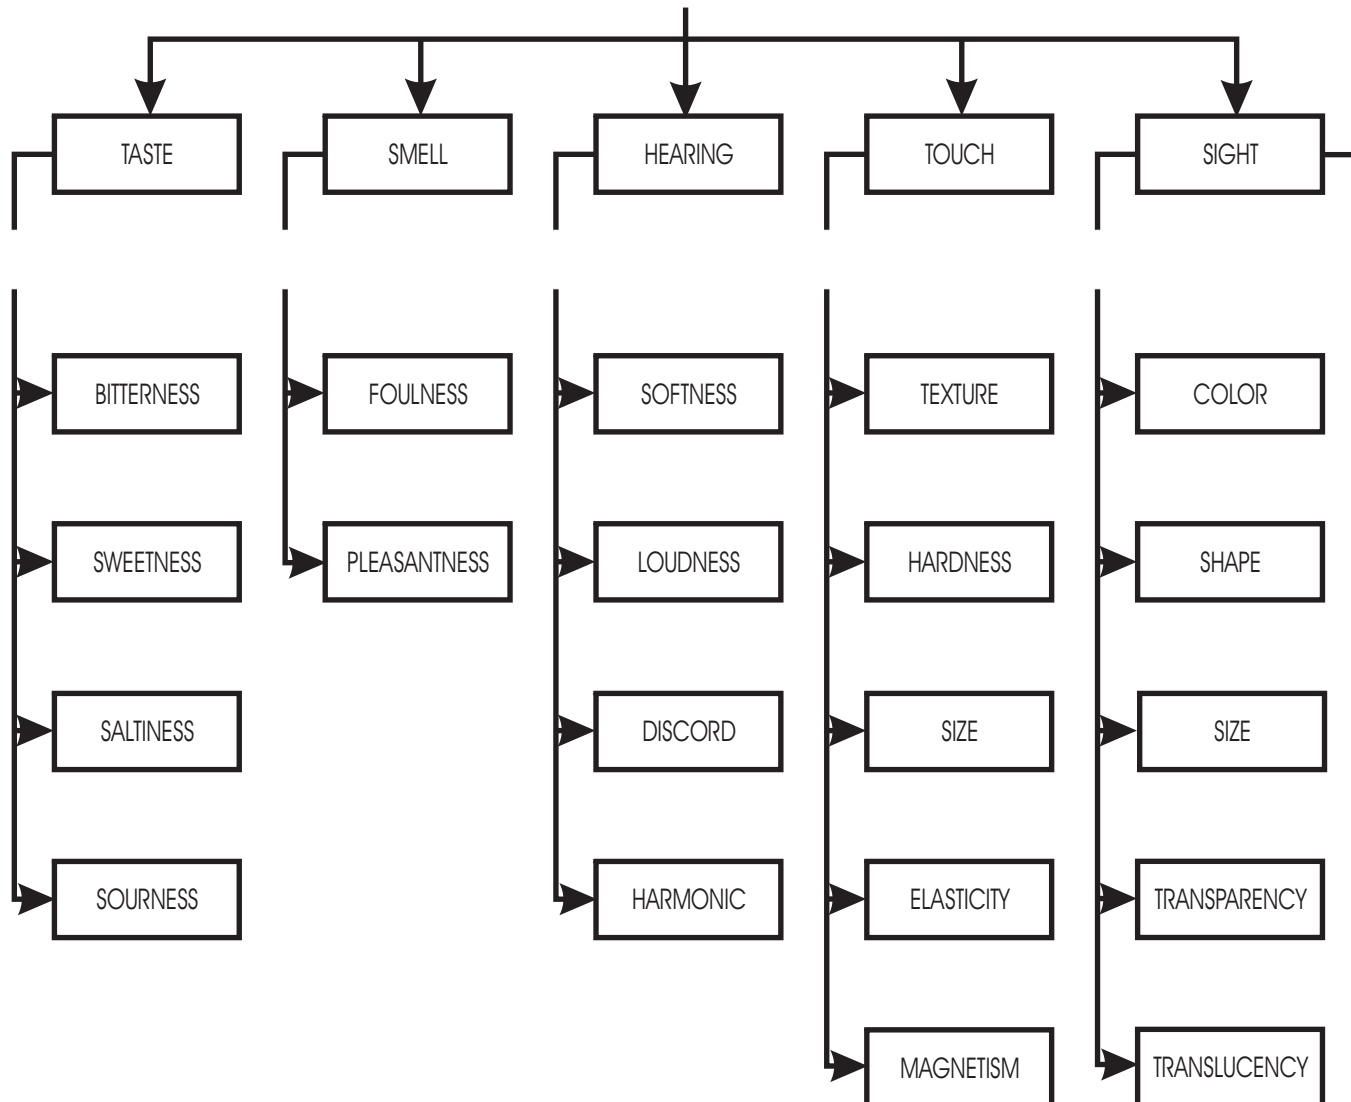 TASTE
SMELL
HEARING
TOUCH
SIGHT
BITTERNESS
FOULNESS
SOFTNESS
TEXTURE
COLOR
SWEETNESS
PLEASANTNESS
LOUDNESS
HARDNESS
SHAPE
SALTINESS
DISCORD
SIZE
SIZE
SOURNESS
HARMONIC
ELASTICITY
TRANSPARENCY
MAGNETISM
TRANSLUCENCY